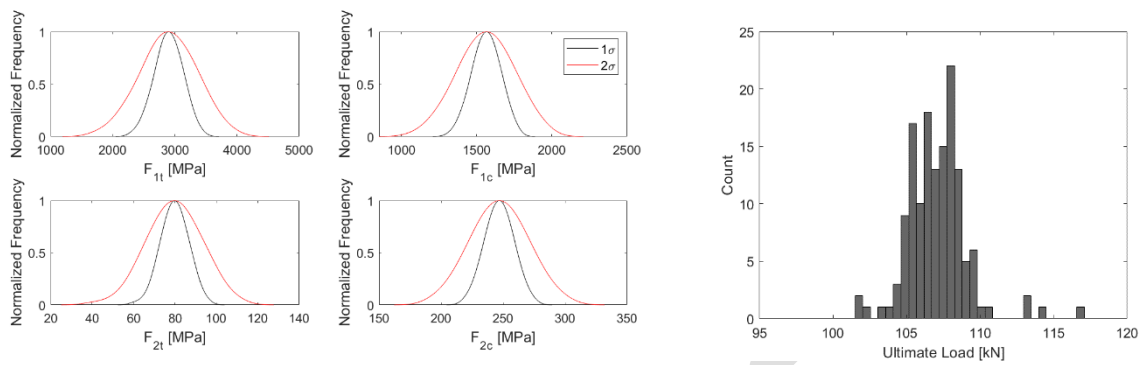 Normalized Frequency
1
0.5
0
1000 2000 3000 4000 5000
F1t [MPa]
Normalized Frequency
1
0.5
0
1000 1500 2000 2500
F1c [MPa]
1σ
2σ
Normalized Frequency
1
0.5
0
20 40 60 80 100 120 140
F2t [MPa]
Normalized Frequency
1
0.5
0
150 200 250 300 350
F2c [MPa]
Count
25
20
15
10
5
0
95 100 105 110 115 120
Ultimate Load [kN]